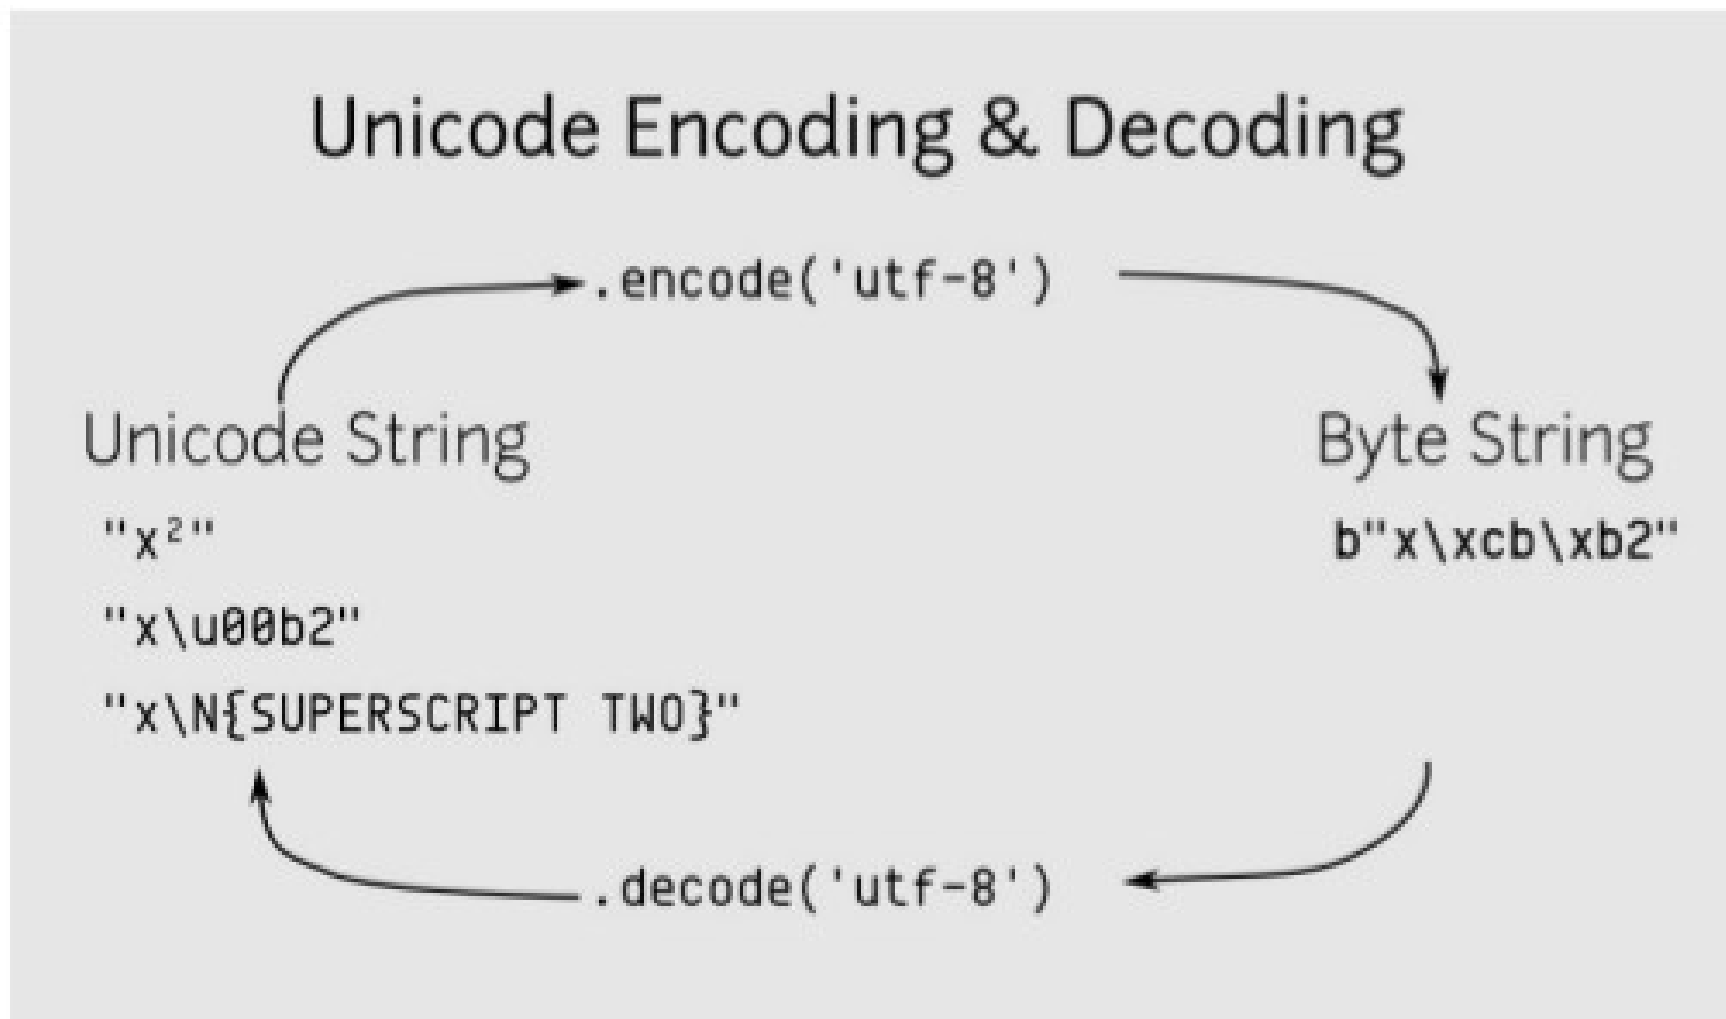 Unicode Encoding & Decoding
.encode('utf-8')
Unicode String
Byte String
"x²"
b"x\xcb\xb2"
"x\u00b2"
"x\N{SUPERSCRIPT TWO}"
.decode('utf-8')